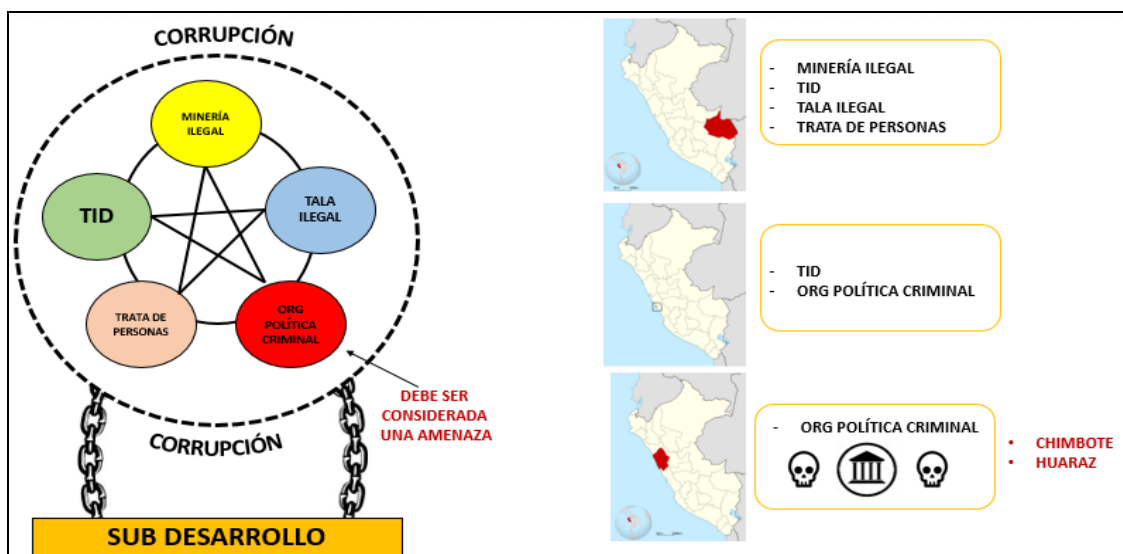 CORRUPCIÓN
MINERÍA
ILEGAL
TID
TALA
ILEGAL
TRATA DE
PERSONAS
ORG
POLÍTICA
CRIMINAL
DEBE SER
CONSIDERADA
UNA AMENAZA
CORRUPCIÓN
SUB DESARROLLO
- MINERÍA ILEGAL
- TID
- TALA ILEGAL
- TRATA DE PERSONAS
- TID
- ORG POLÍTICA CRIMINAL
- ORG POLÍTICA CRIMINAL
• CHIMBOTE
• HUARAZ